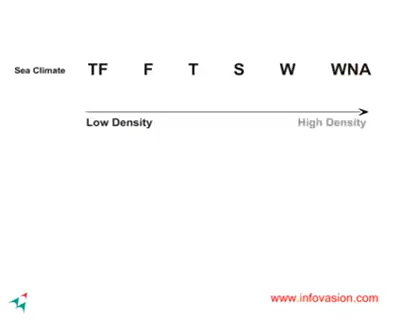 Sea Climate TF F T S W WNA
Low Density High Density
www.infovasion.com